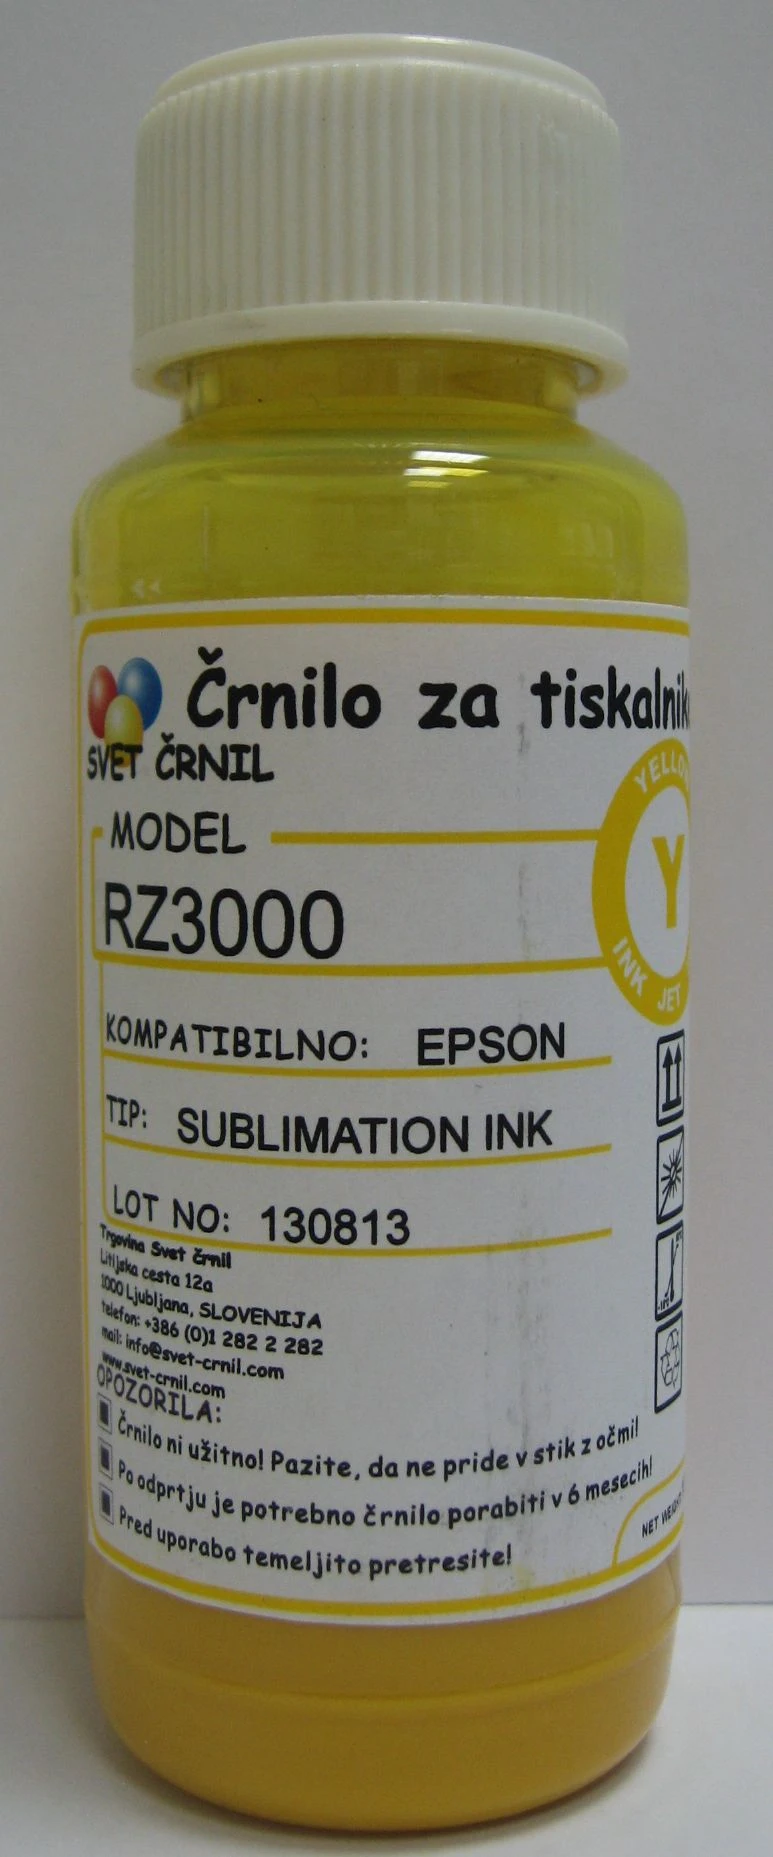 Črnilo za tiskalnik
SVET ČRNIL
YELLOW
Y
INK JET
MODEL
RZ3000
KOMPATIBILNO: EPSON
TIP: SUBLIMATION INK
LOT NO: 130813
Trgovina Svet črnil
Litijska cesta 12a
1000 Ljubljana, SLOVENIJA
telefon: +386 (0)1 282 2 282
mail: info@svet-crnil.com
www.svet-crnil.com
OPOZORILA:
Črnilo ni užitno! Pazite, da ne pride v stik z očmi!
Po odprtju je potrebno črnilo porabiti v 6 mesecih!
Pred uporabo temeljito pretresite!
NET WEIGHT